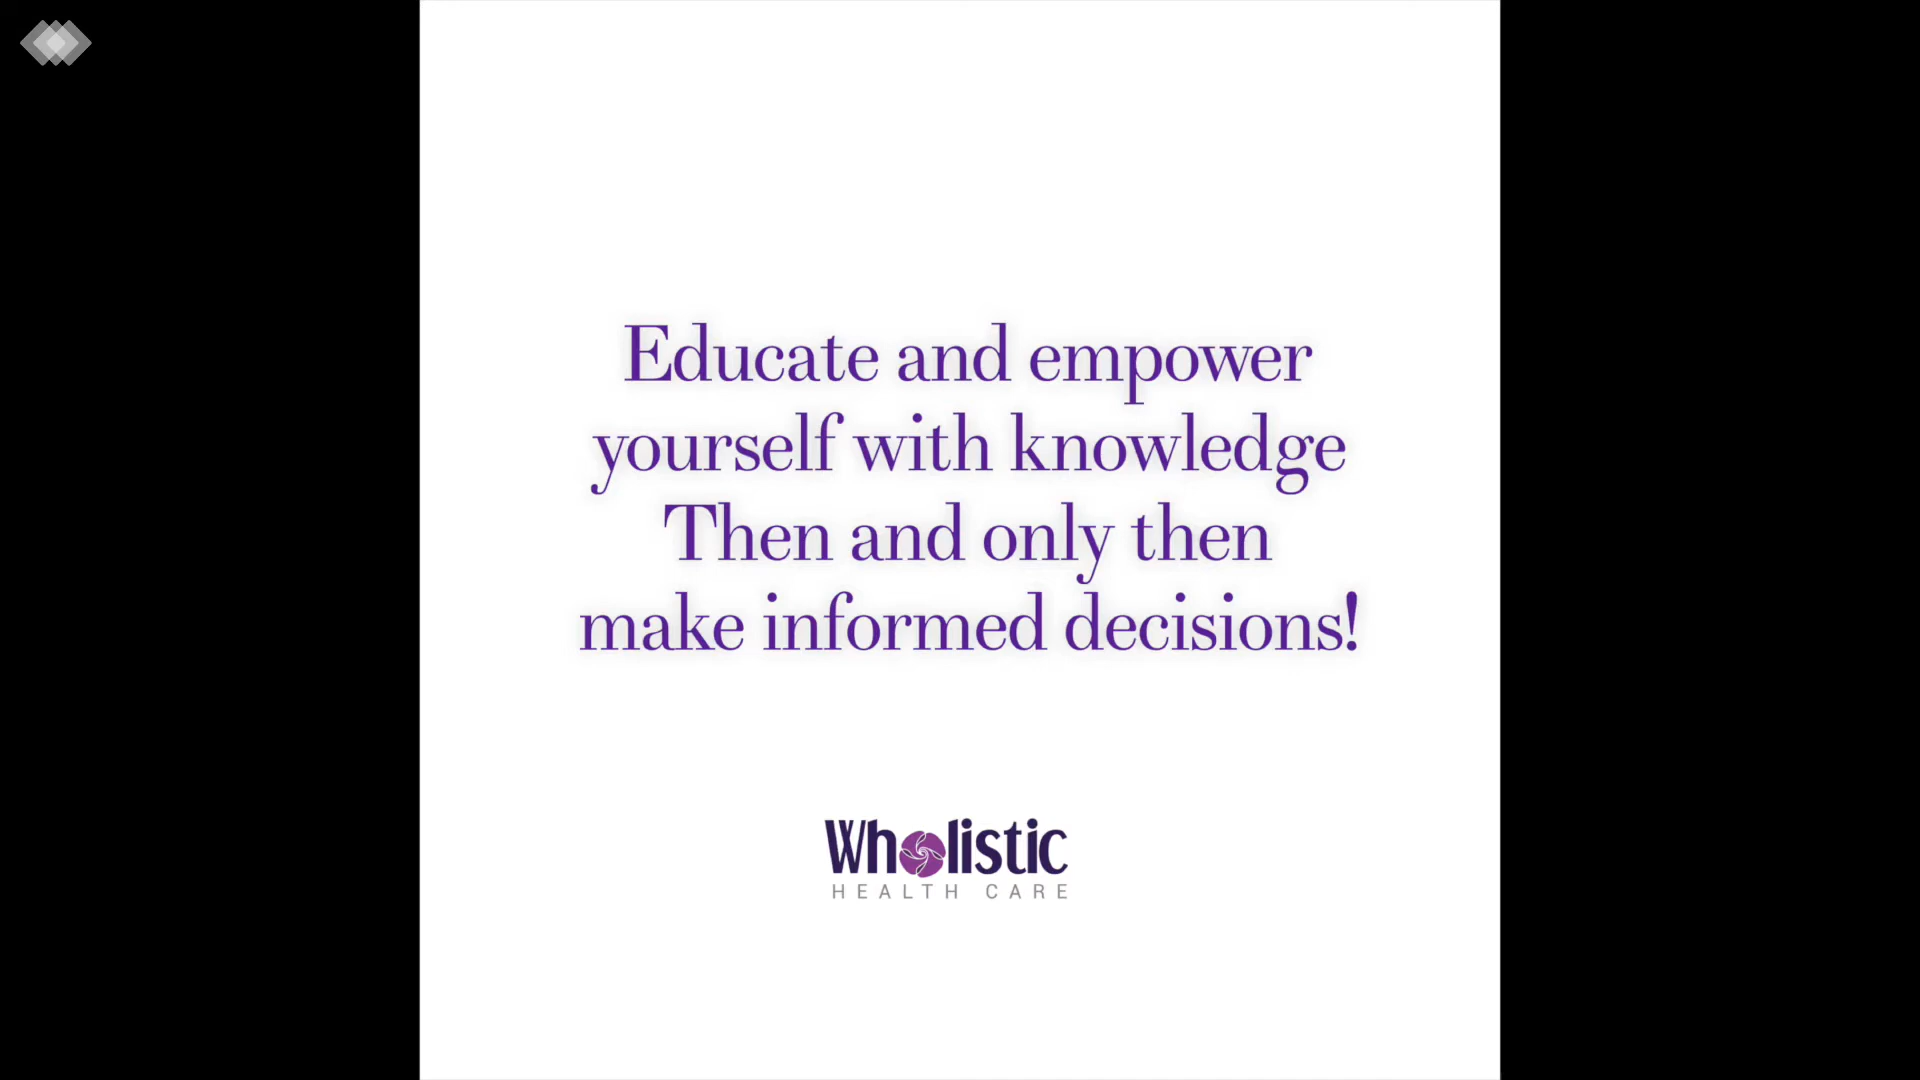 Educate and empower
yourself with knowledge
Then and only then
make informed decisions!
Wholistic
HEALTH CARE